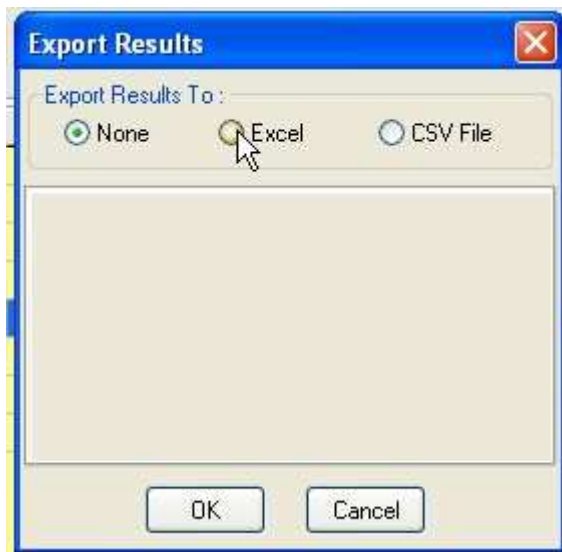 Export Results
Export Results To :
None Excel CSV File
OK Cancel